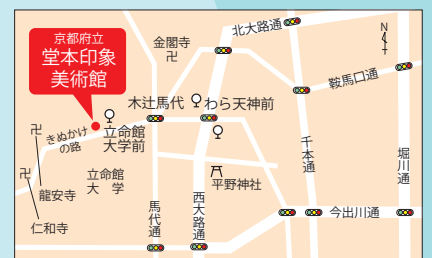 京都府立
堂本印象
美術館
金閣寺
卍
北大路通
N
鞍馬口通
木辻馬代
わら天神前
きぬかけ
の路
立命館
大学前
卍
卍
龍安寺
仁和寺
立命館
大学
平野神社
千本通
堀川通
馬代通
西大路通
今出川通